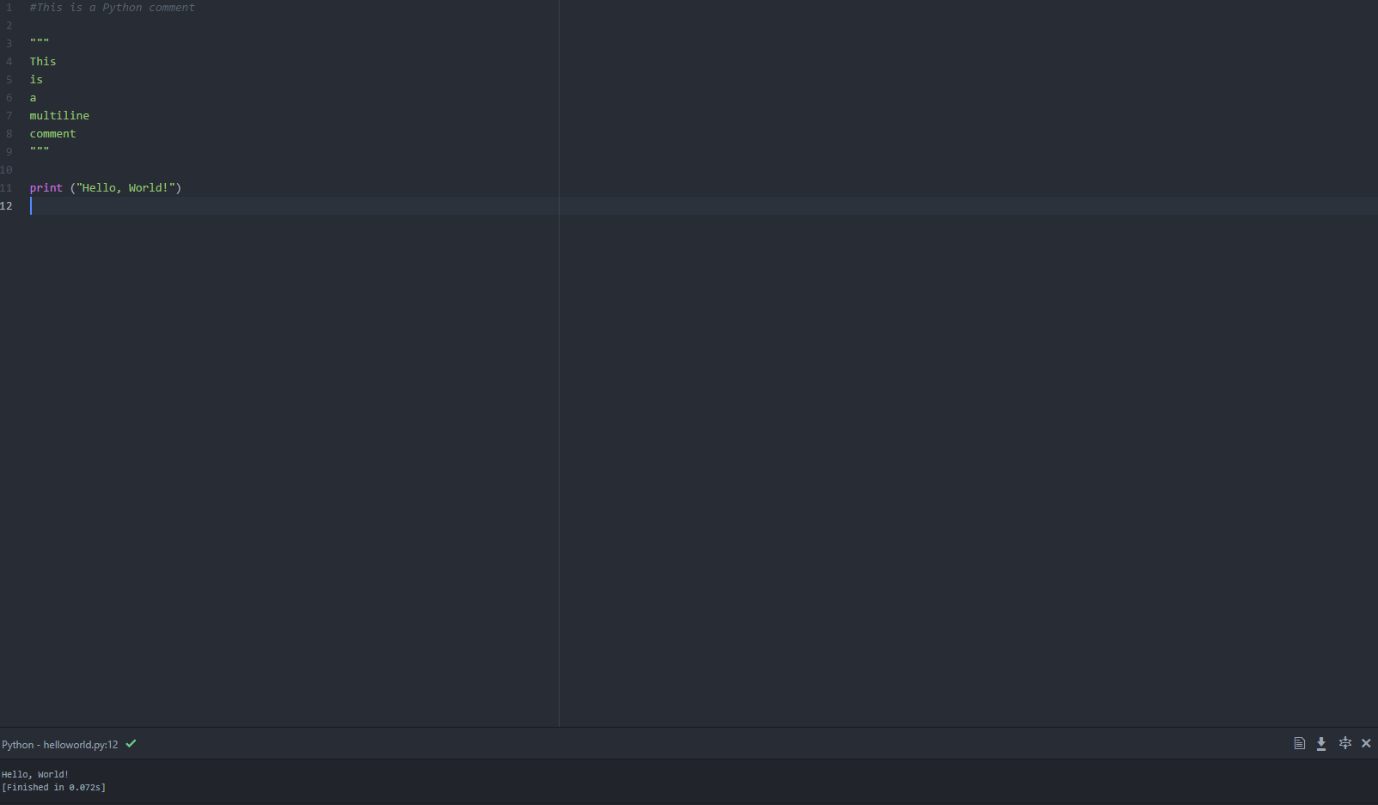 1 #This is a Python comment
2
3 """
4 This
5 is
6 a
7 multiline
8 comment
9 """
10
11 print ("Hello, World!")
12
Python - helloworld.py:12
Hello, World!
[Finished in 0.072s]